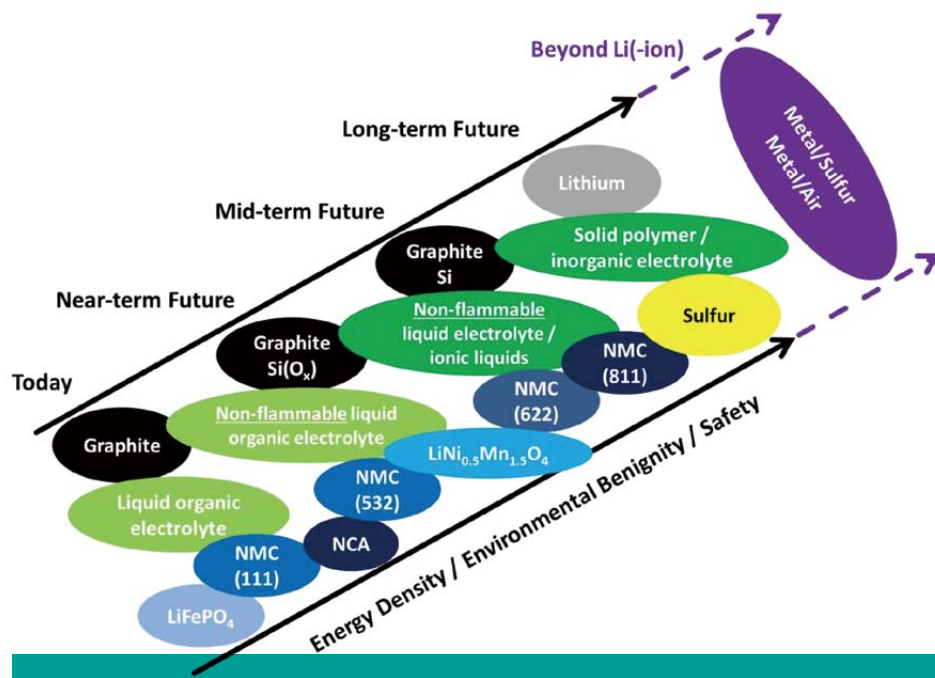 Beyond Li(-ion)
Long-term Future
Mid-term Future
Near-term Future
Today
Metal/Sulfur
Metal/Air
Lithium
Solid polymer /
inorganic electrolyte
Graphite
Si
Sulfur
Non-flammable
liquid electrolyte /
ionic liquids
Graphite
Si(Oₓ)
NMC
(811)
NMC
(622)
Non-flammable liquid
organic electrolyte
Graphite
LiNi₀.₅Mn₁.₅O₄
NMC
(532)
Liquid organic
electrolyte
NCA
NMC
(111)
LiFePO₄
Energy Density / Environmental Benignity / Safety